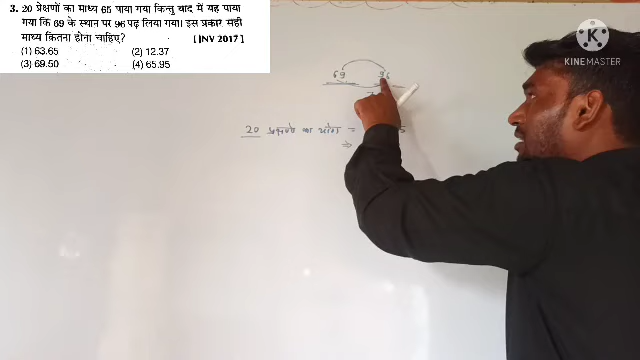 3. 20 प्रेक्षणों का माध्य 65 पाया गया किन्तु बाद में यह पाया
गया कि 69 के स्थान पर 96 पढ़ लिया गया। इस प्रकार सही
माध्य कितना होना चाहिए? [JNV 2017]
(1) 63.65 (2) 12.37
(3) 69.50 (4) 65.95
KINEMASTER
69 96
20 प्रेक्षणों का योग =
⇒